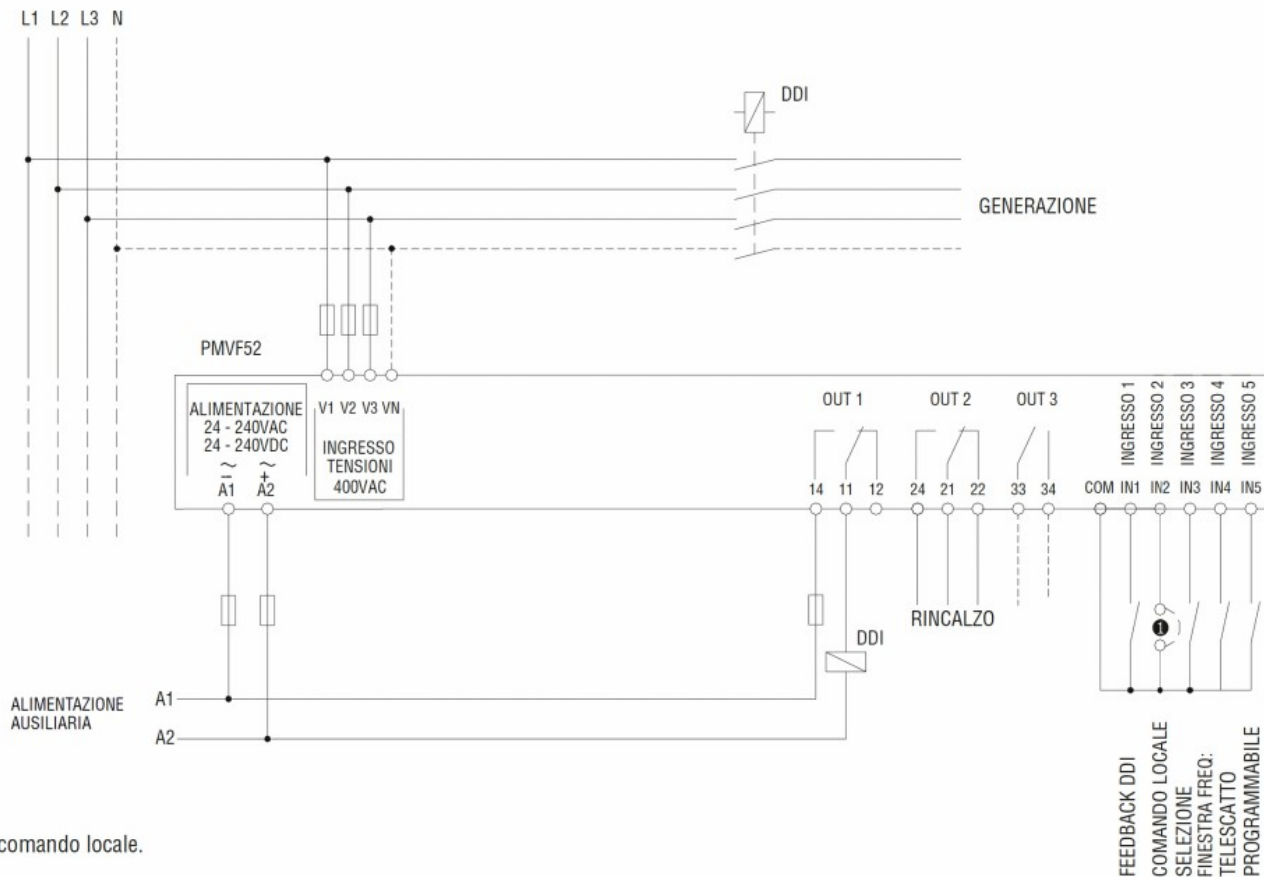 L1 L2 L3 N
DDI
GENERAZIONE
PMVF52
ALIMENTAZIONE
24 - 240VAC
24 - 240VDC
~ ~
- +
A1 A2
V1 V2 V3 VN
INGRESSO
TENSIONI
400VAC
OUT 1
OUT 2
OUT 3
14 11 12
24 21 22
33 34
INGRESSO 1
INGRESSO 2
INGRESSO 3
INGRESSO 4
INGRESSO 5
COM IN1 IN2 IN3 IN4 IN5
RINCALZO
DDI
1
ALIMENTAZIONE
AUSILIARIA
A1
A2
FEEDBACK DDI
COMANDO LOCALE
SELEZIONE
FINESTRA FREQ:
TELESCATTO
PROGRAMMABILE
comando locale.